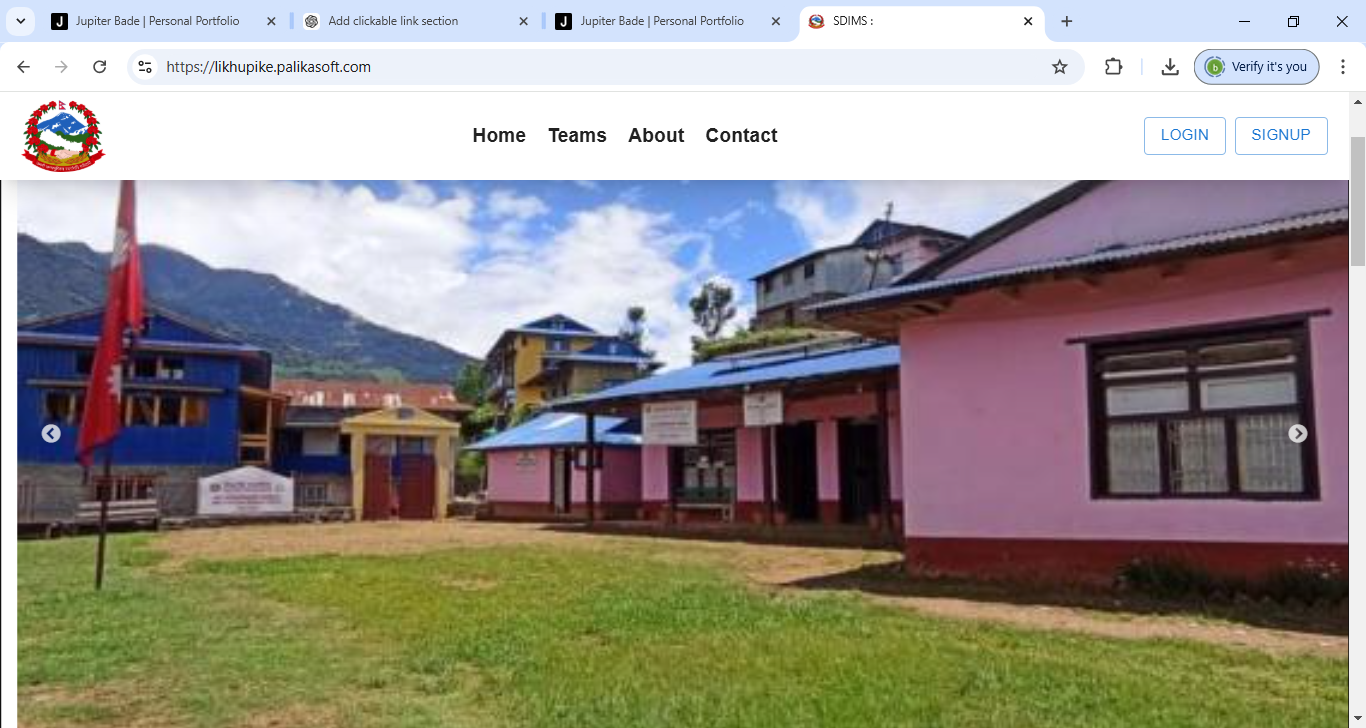 Jupiter Bade | Personal Portfolio
Add clickable link section
Jupiter Bade | Personal Portfolio
SDIMS :
https://likhupike.palikasoft.com
Verify it's you
Home Teams About Contact
LOGIN SIGNUP